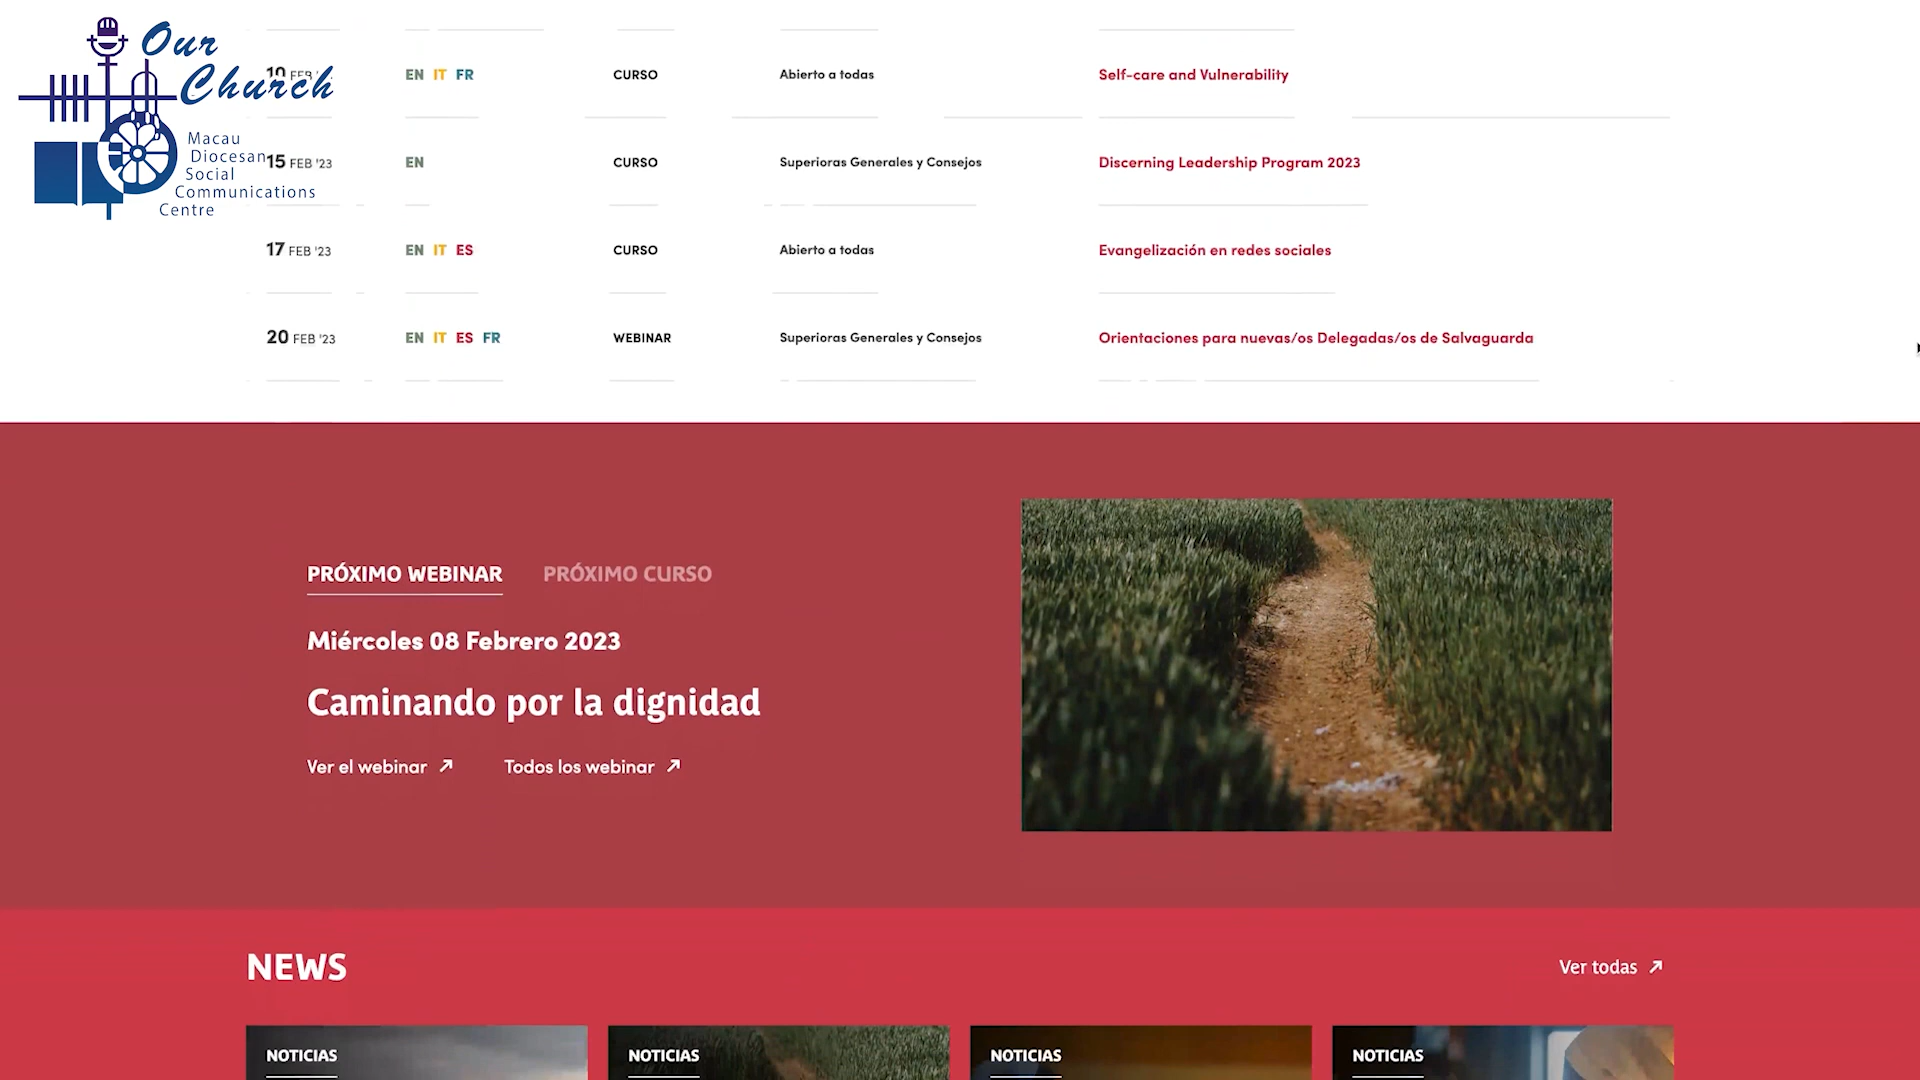 Our
Church
Macau
Diocesan
Social
Communications
Centre
10 FEB '
EN IT FR
CURSO
Abierto a todas
Self-care and Vulnerability
15 FEB '23
EN
CURSO
Superioras Generales y Consejos
Discerning Leadership Program 2023
17 FEB '23
EN IT ES
CURSO
Abierto a todas
Evangelización en redes sociales
20 FEB '23
EN IT ES FR
WEBINAR
Superioras Generales y Consejos
Orientaciones para nuevas/os Delegadas/os de Salvaguarda
PRÓXIMO WEBINAR
PRÓXIMO CURSO
Miércoles 08 Febrero 2023
Caminando por la dignidad
Ver el webinar
Todos los webinar
NEWS
Ver todas
NOTICIAS
NOTICIAS
NOTICIAS
NOTICIAS